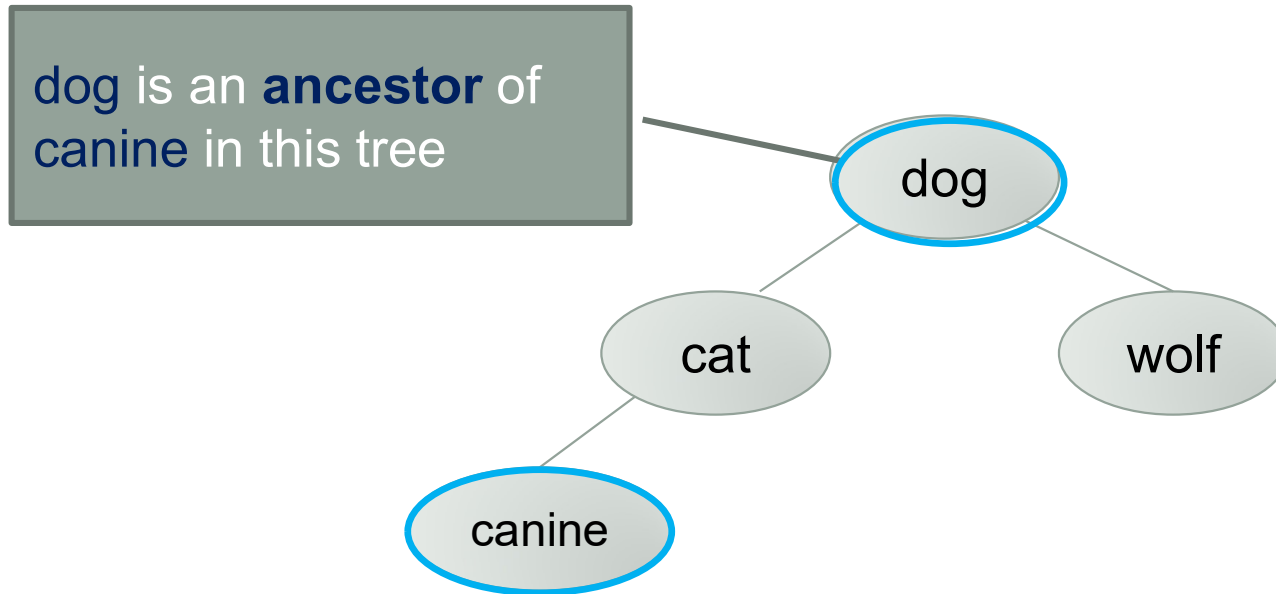 dog is an ancestor of
canine in this tree
dog
cat
wolf
canine